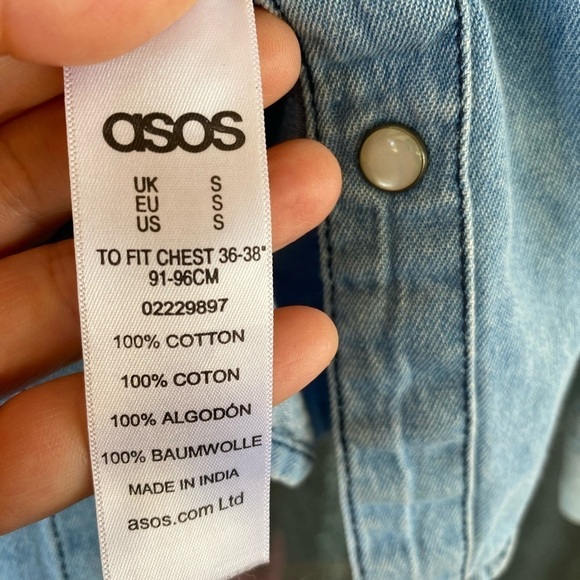 asos
UK S
EU S
US S
TO FIT CHEST 36-38"
91-96CM
02229897
100% COTTON
100% COTON
100% ALGODÓN
100% BAUMWOLLE
MADE IN INDIA
asos.com Ltd